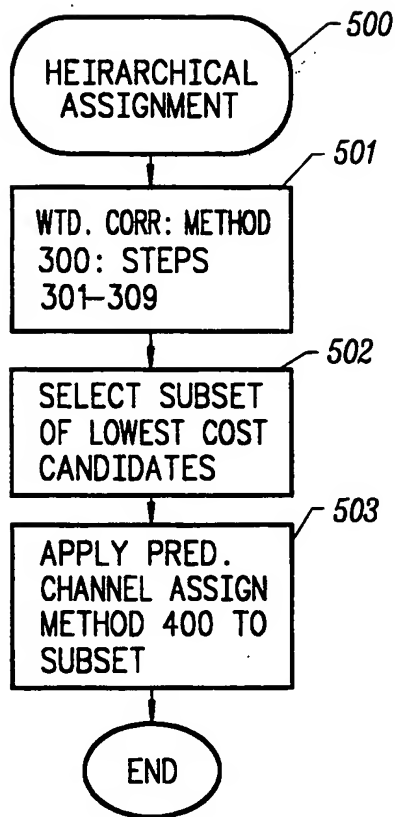 500
HEIRARCHICAL
ASSIGNMENT
501
WTD. CORR: METHOD
300: STEPS
301-309
502
SELECT SUBSET
OF LOWEST COST
CANDIDATES
503
APPLY PRED.
CHANNEL ASSIGN
METHOD 400 TO
SUBSET
END